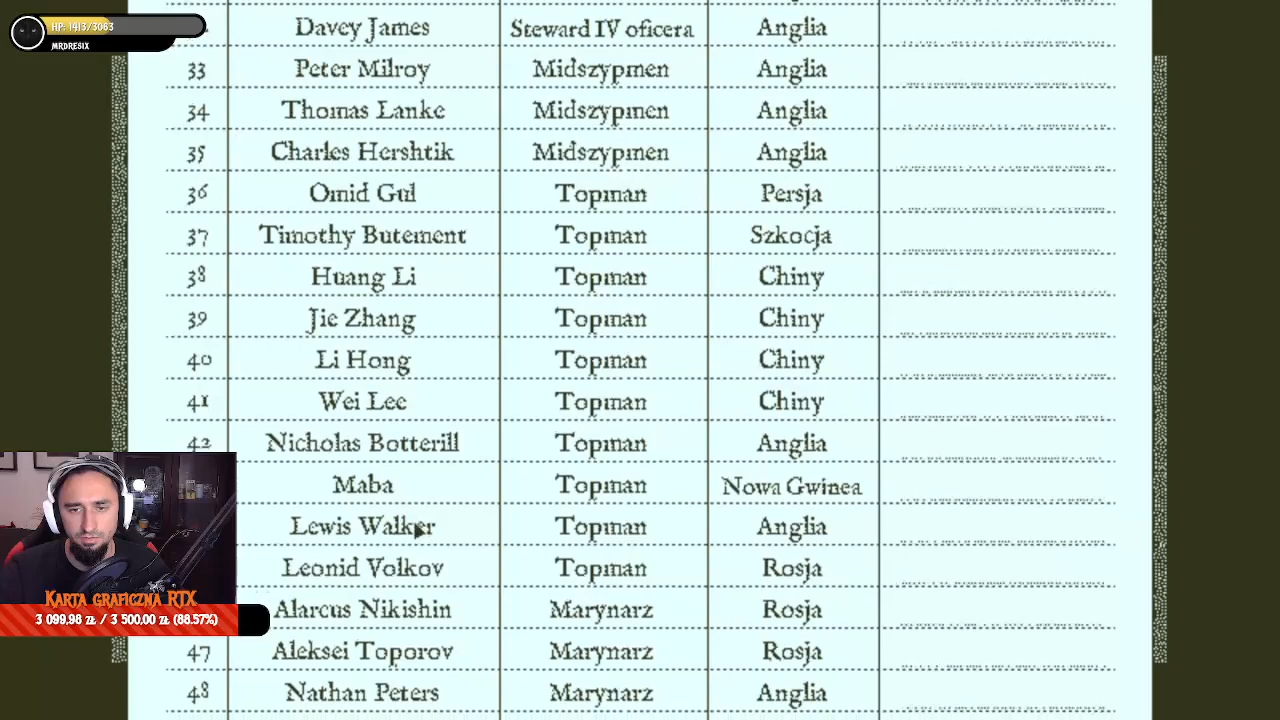 HP: 1413/3063
MRDRESIX
Davey James Steward IV oficera Anglia
33 Peter Milroy Midszypmen Anglia
34 Thomas Lanke Midszypmen Anglia
35 Charles Hershtik Midszypmen Anglia
36 Omid Gul Topman Persja
37 Timothy Butement Topman Szkocja
38 Huang Li Topman Chiny
39 Jie Zhang Topman Chiny
40 Li Hong Topman Chiny
41 Wei Lee Topman Chiny
42 Nicholas Botterill Topman Anglia
Maba Topman Nowa Gwinea
Lewis Walker Topman Anglia
Leonid Volkov Topman Rosja
Alarcus Nikishin Marynarz Rosja
47 Aleksei Toporov Marynarz Rosja
48 Nathan Peters Marynarz Anglia
Karta graficzna RTX
3 099,98 zł / 3 500,00 zł (88.57%)